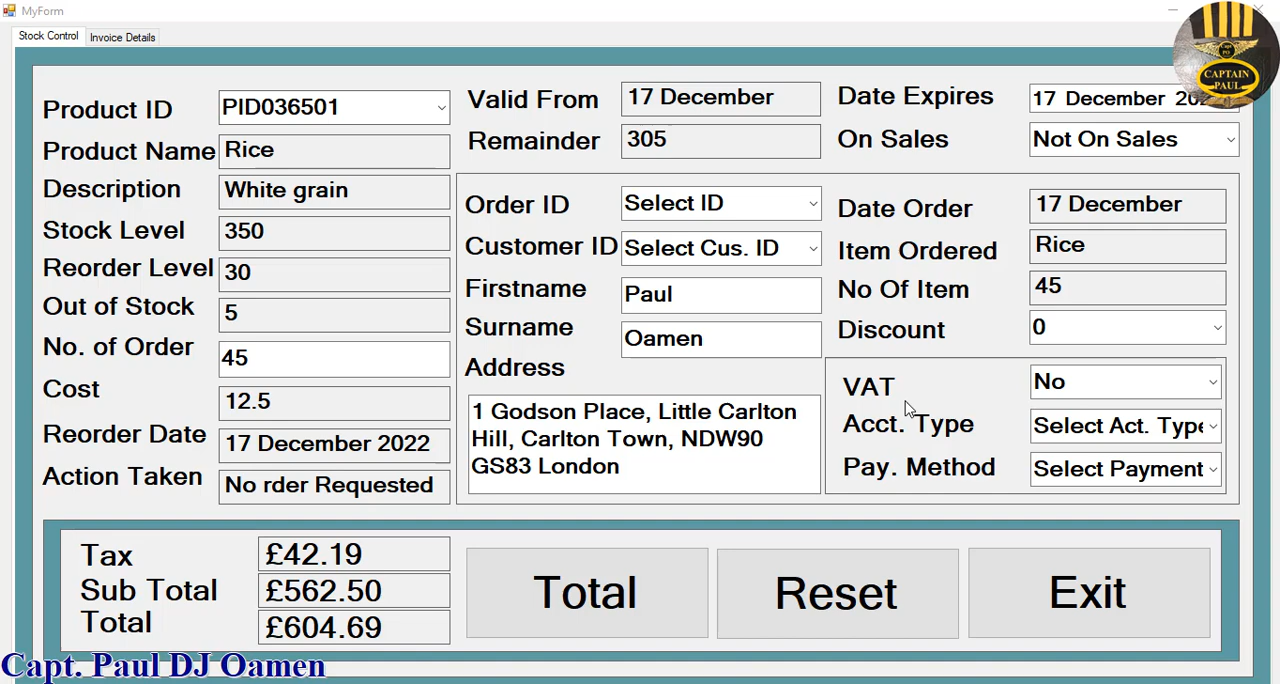 MyForm
Stock Control
Invoice Details
Product ID
PID036501
Product Name
Rice
Description
White grain
Stock Level
350
Reorder Level
30
Out of Stock
5
No. of Order
45
Cost
12.5
Reorder Date
17 December 2022
Action Taken
No rder Requested
Valid From
17 December
Remainder
305
Date Expires
17 December
On Sales
Not On Sales
Order ID
Select ID
Customer ID
Select Cus. ID
Firstname
Paul
Surname
Oamen
Address
1 Godson Place, Little Carlton
Hill, Carlton Town, NDW90
GS83 London
Date Order
17 December
Item Ordered
Rice
No Of Item
45
Discount
0
VAT
No
Acct. Type
Select Act. Type
Pay. Method
Select Payment
Tax
£42.19
Sub Total
£562.50
Total
£604.69
Total
Reset
Exit
CAPTAIN
PAUL
Capt. Paul DJ Oamen